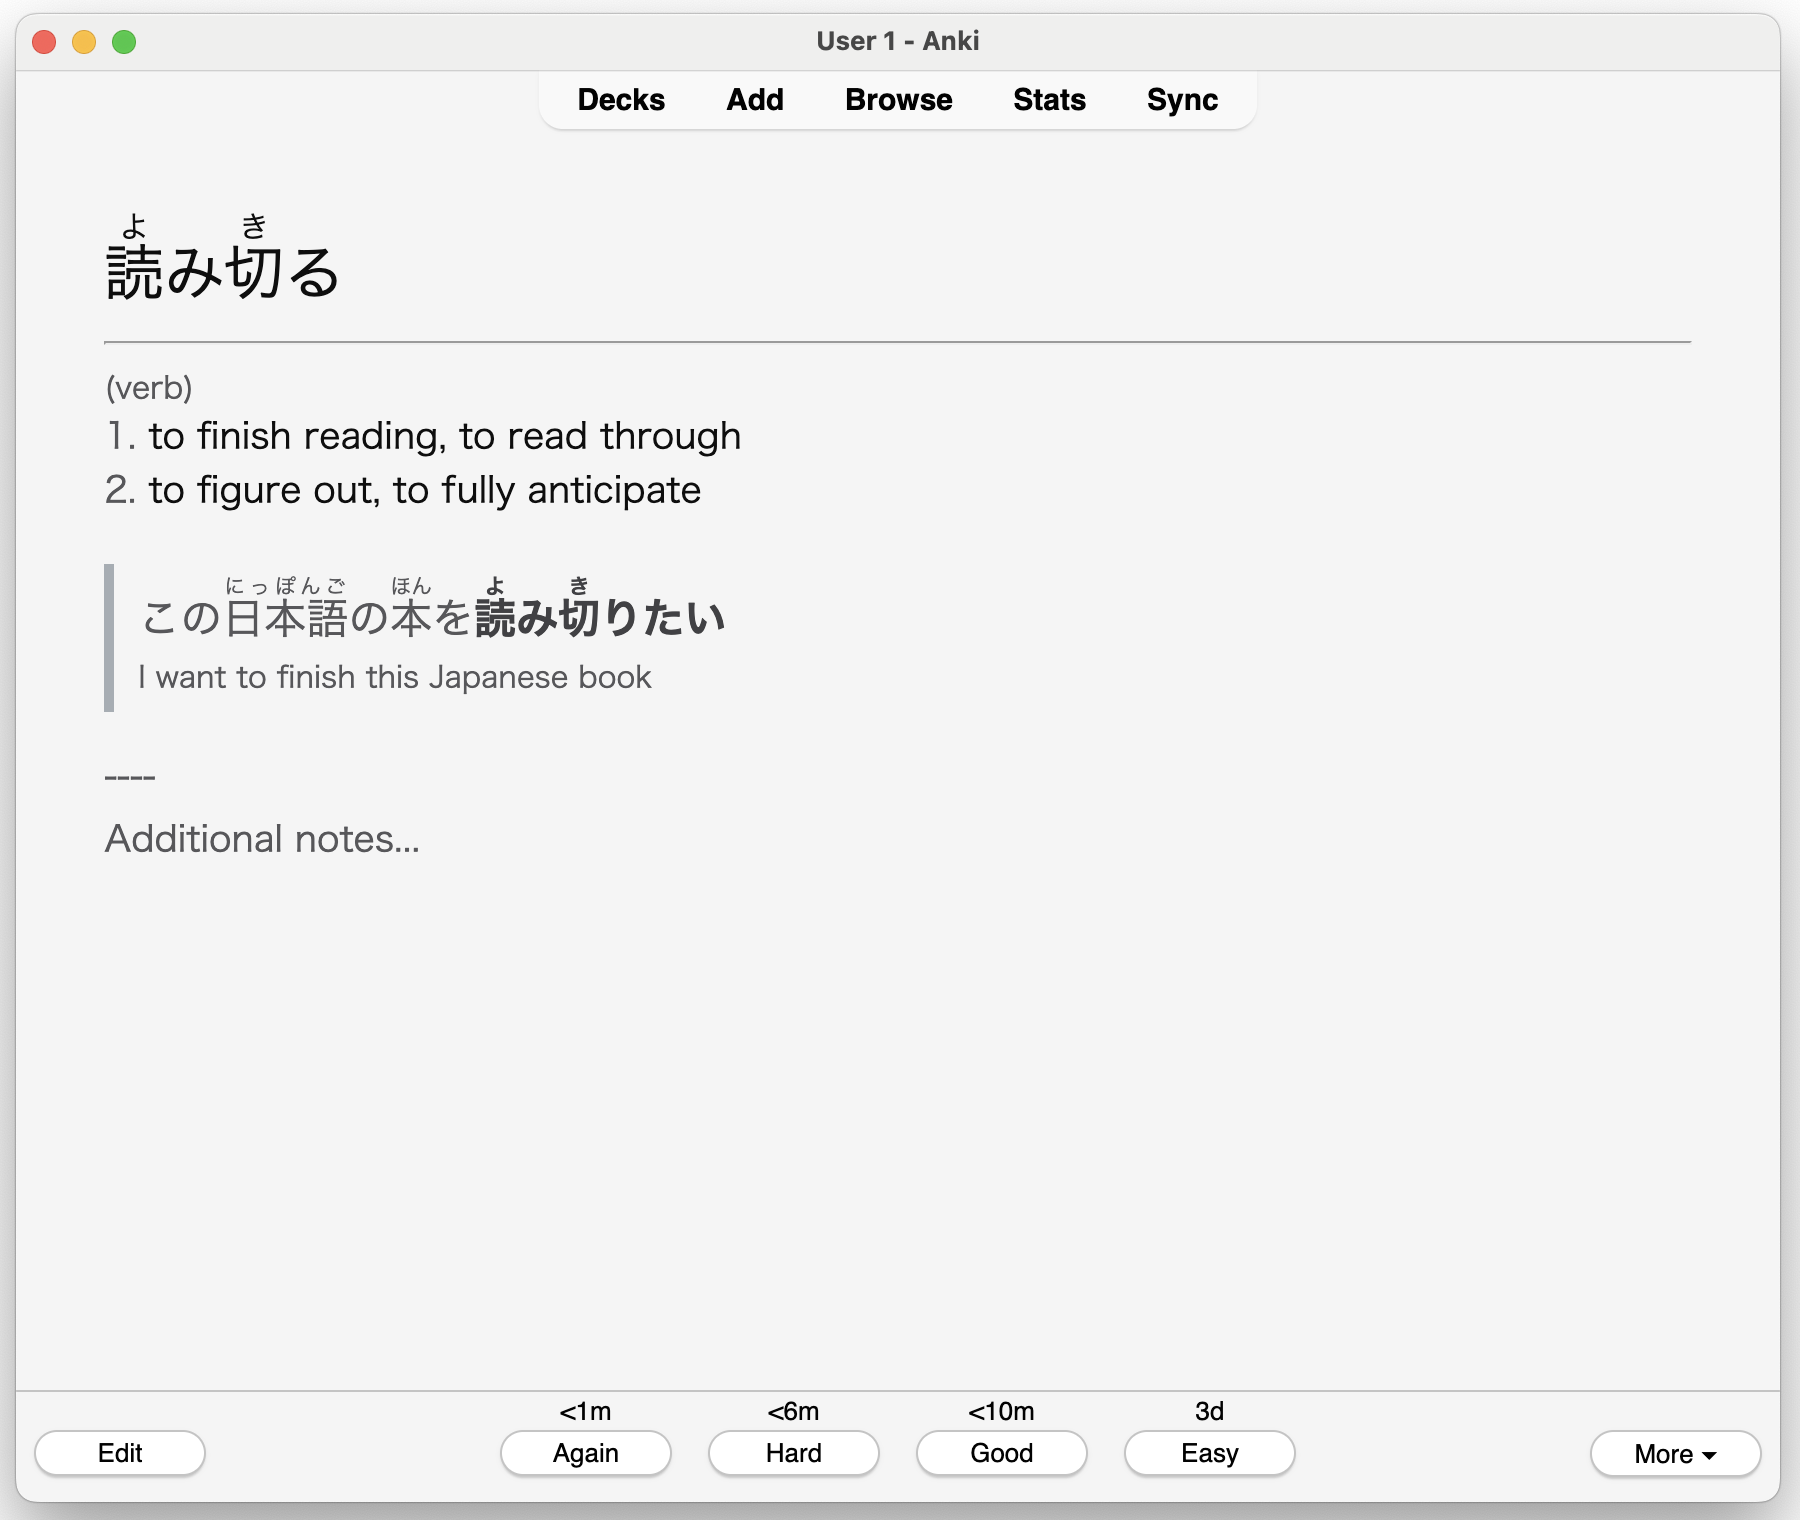 User 1 - Anki
Decks Add Browse Stats Sync
よ き
読み切る
(verb)
1. to finish reading, to read through
2. to figure out, to fully anticipate
にっぽんご ほん よ き
この日本語の本を読み切りたい
I want to finish this Japanese book
----
Additional notes...
<1m <6m <10m 3d
Edit Again Hard Good Easy More